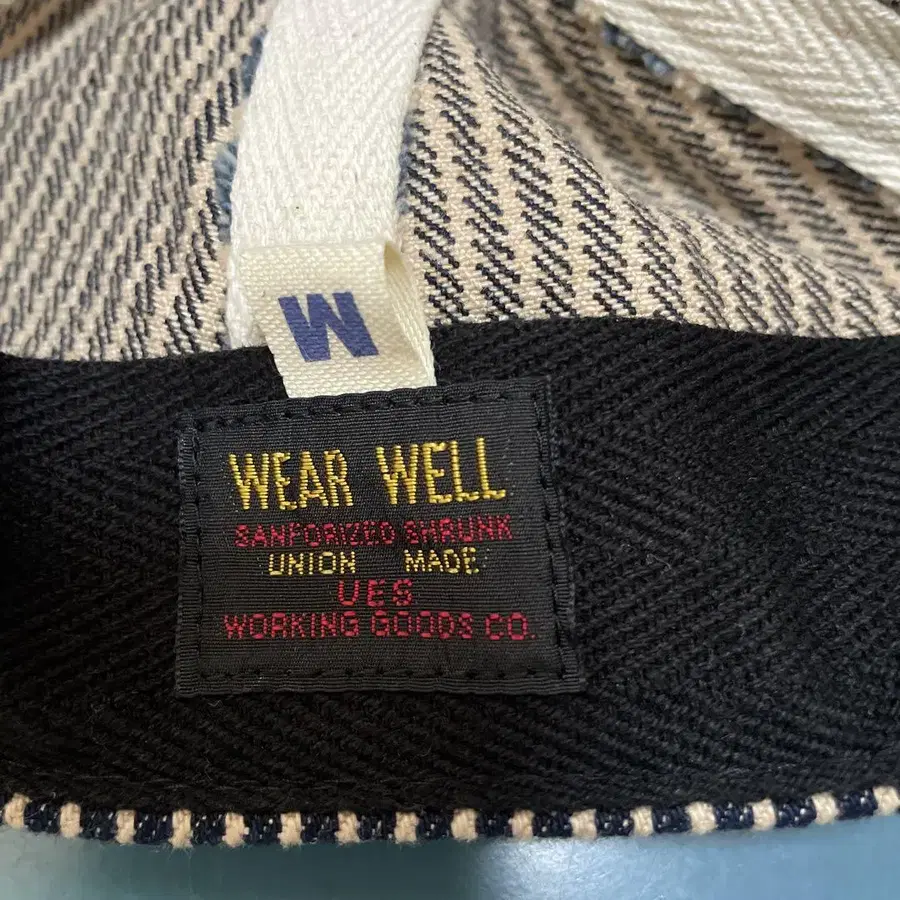 M
WEAR WELL
SANFORIZED SHRUNK
UNION MADE
UES
WORKING GOODS CO.